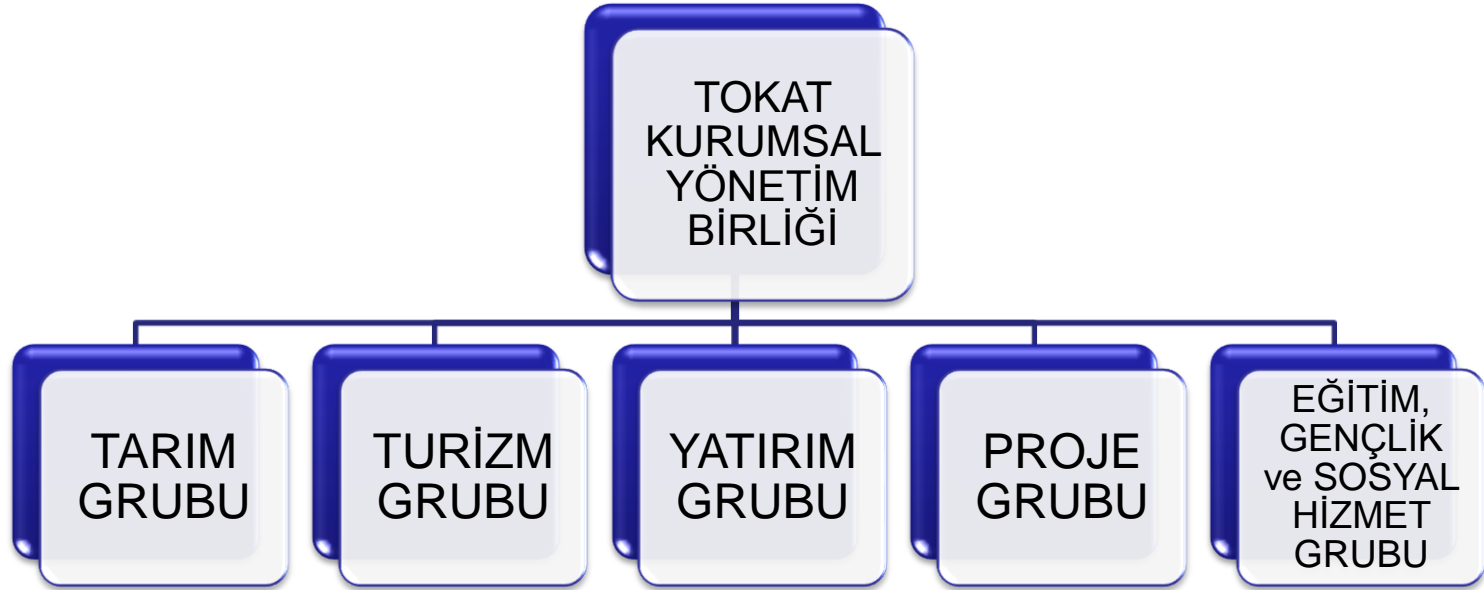 TOKAT
KURUMSAL
YÖNETİM
BİRLİĞİ
TARIM
GRUBU
TURİZM
GRUBU
YATIRIM
GRUBU
PROJE
GRUBU
EĞİTİM,
GENÇLİK
ve SOSYAL
HİZMET
GRUBU